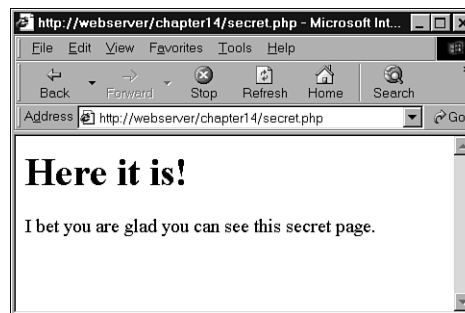 http://webserver/chapter14/secret.php - Microsoft Int...
File Edit View Favorites Tools Help
Back Forward Stop Refresh Home Search
Address http://webserver/chapter14/secret.php Go
Here it is!
I bet you are glad you can see this secret page.